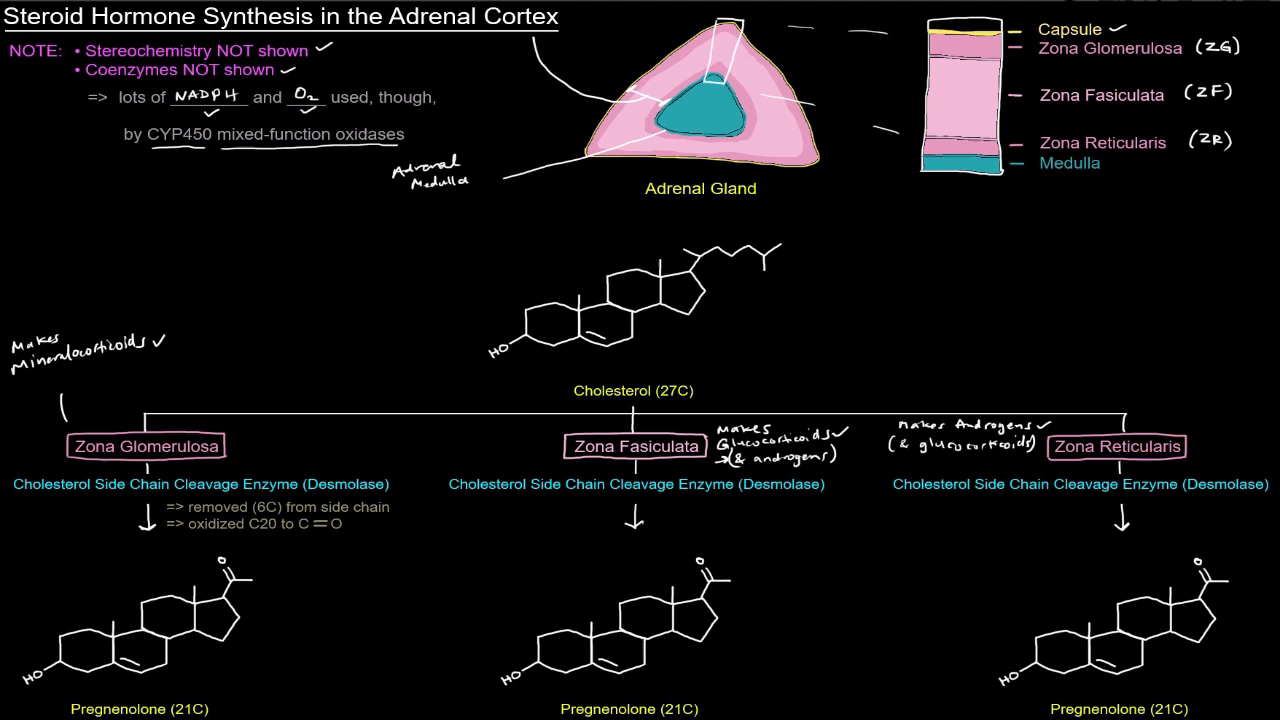 Steroid Hormone Synthesis in the Adrenal Cortex
NOTE: • Stereochemistry NOT shown ✓
• Coenzymes NOT shown ✓
=> lots of NADPH and O2 used, though,
by CYP450 mixed-function oxidases
Adrenal
Medulla
Adrenal Gland
Capsule ✓
Zona Glomerulosa (ZG)
Zona Fasiculata (ZF)
Zona Reticularis (ZR)
Medulla
HO
Cholesterol (27C)
Makes
Mineralocorticoids ✓
Zona Glomerulosa
Zona Fasiculata
Makes
Glucocorticoids ✓
→(& androgens)
Makes Androgens ✓
(& glucocorticoids)
Zona Reticularis
Cholesterol Side Chain Cleavage Enzyme (Desmolase)
Cholesterol Side Chain Cleavage Enzyme (Desmolase)
Cholesterol Side Chain Cleavage Enzyme (Desmolase)
=> removed (6C) from side chain
=> oxidized C20 to C=O
O
O
O
HO
HO
HO
Pregnenolone (21C)
Pregnenolone (21C)
Pregnenolone (21C)